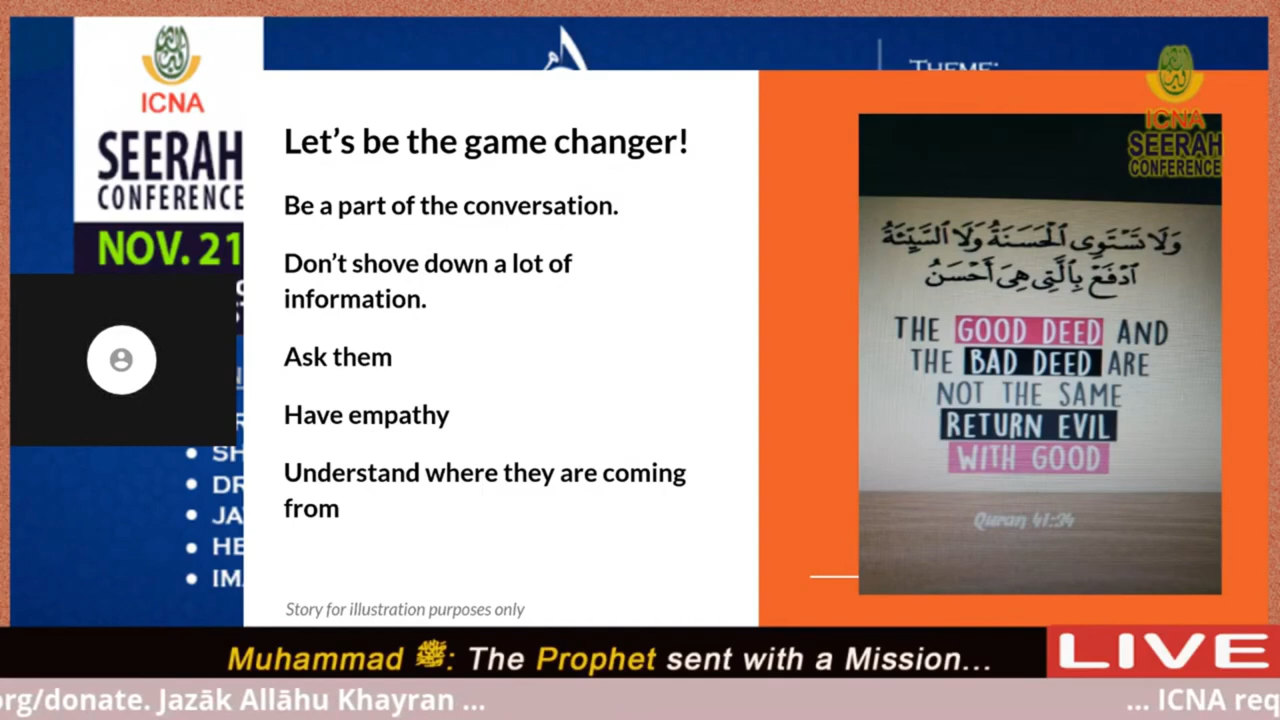 ICNA
SEERAH
CONFERENCE
NOV. 21
THEME:
Let's be the game changer!
Be a part of the conversation.
Don't shove down a lot of
information.
Ask them
Have empathy
Understand where they are coming
from
Story for illustration purposes only
SH
DR
JA
HE
IM
ICNA
SEERAH
CONFERENCE
وَلَا تَسْتَوِى ٱلْحَسَنَةُ وَلَا ٱلسَّيِّئَةُ
ٱدْفَعْ بِٱلَّتِى هِىَ أَحْسَنُ
THE GOOD DEED AND
THE BAD DEED ARE
NOT THE SAME
RETURN EVIL
WITH GOOD
Quran 41:34
Muhammad ﷺ: The Prophet sent with a Mission...
LIVE
org/donate. Jazāk Allāhu Khayran ... ... ICNA req